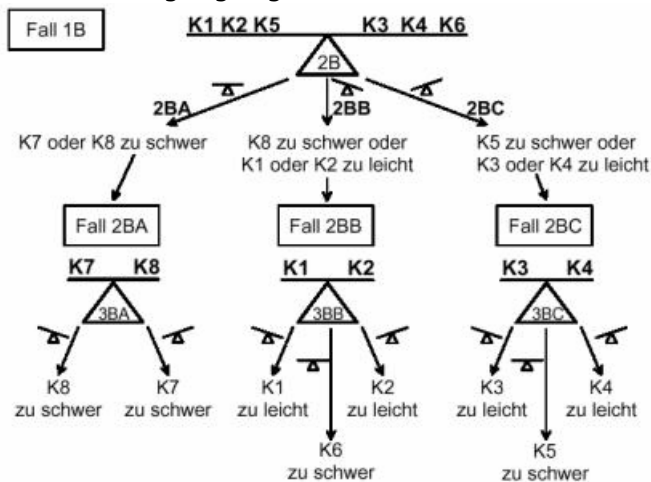 Fall 1B
K1 K2 K5 K3 K4 K6
2B
2BA 2BB 2BC
K7 oder K8 zu schwer
K8 zu schwer oder
K1 oder K2 zu leicht
K5 zu schwer oder
K3 oder K4 zu leicht
Fall 2BA Fall 2BB Fall 2BC
K7 K8 K1 K2 K3 K4
3BA 3BB 3BC
K8
zu schwer
K7
zu schwer
K1
zu leicht
K2
zu leicht
K3
zu leicht
K4
zu leicht
K6
zu schwer
K5
zu schwer